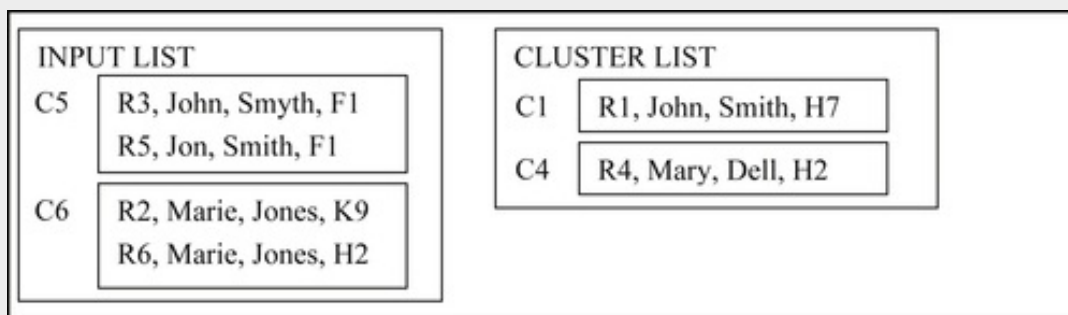 INPUT LIST
C5
R3, John, Smyth, F1
R5, Jon, Smith, F1
C6
R2, Marie, Jones, K9
R6, Marie, Jones, H2
CLUSTER LIST
C1
R1, John, Smith, H7
C4
R4, Mary, Dell, H2